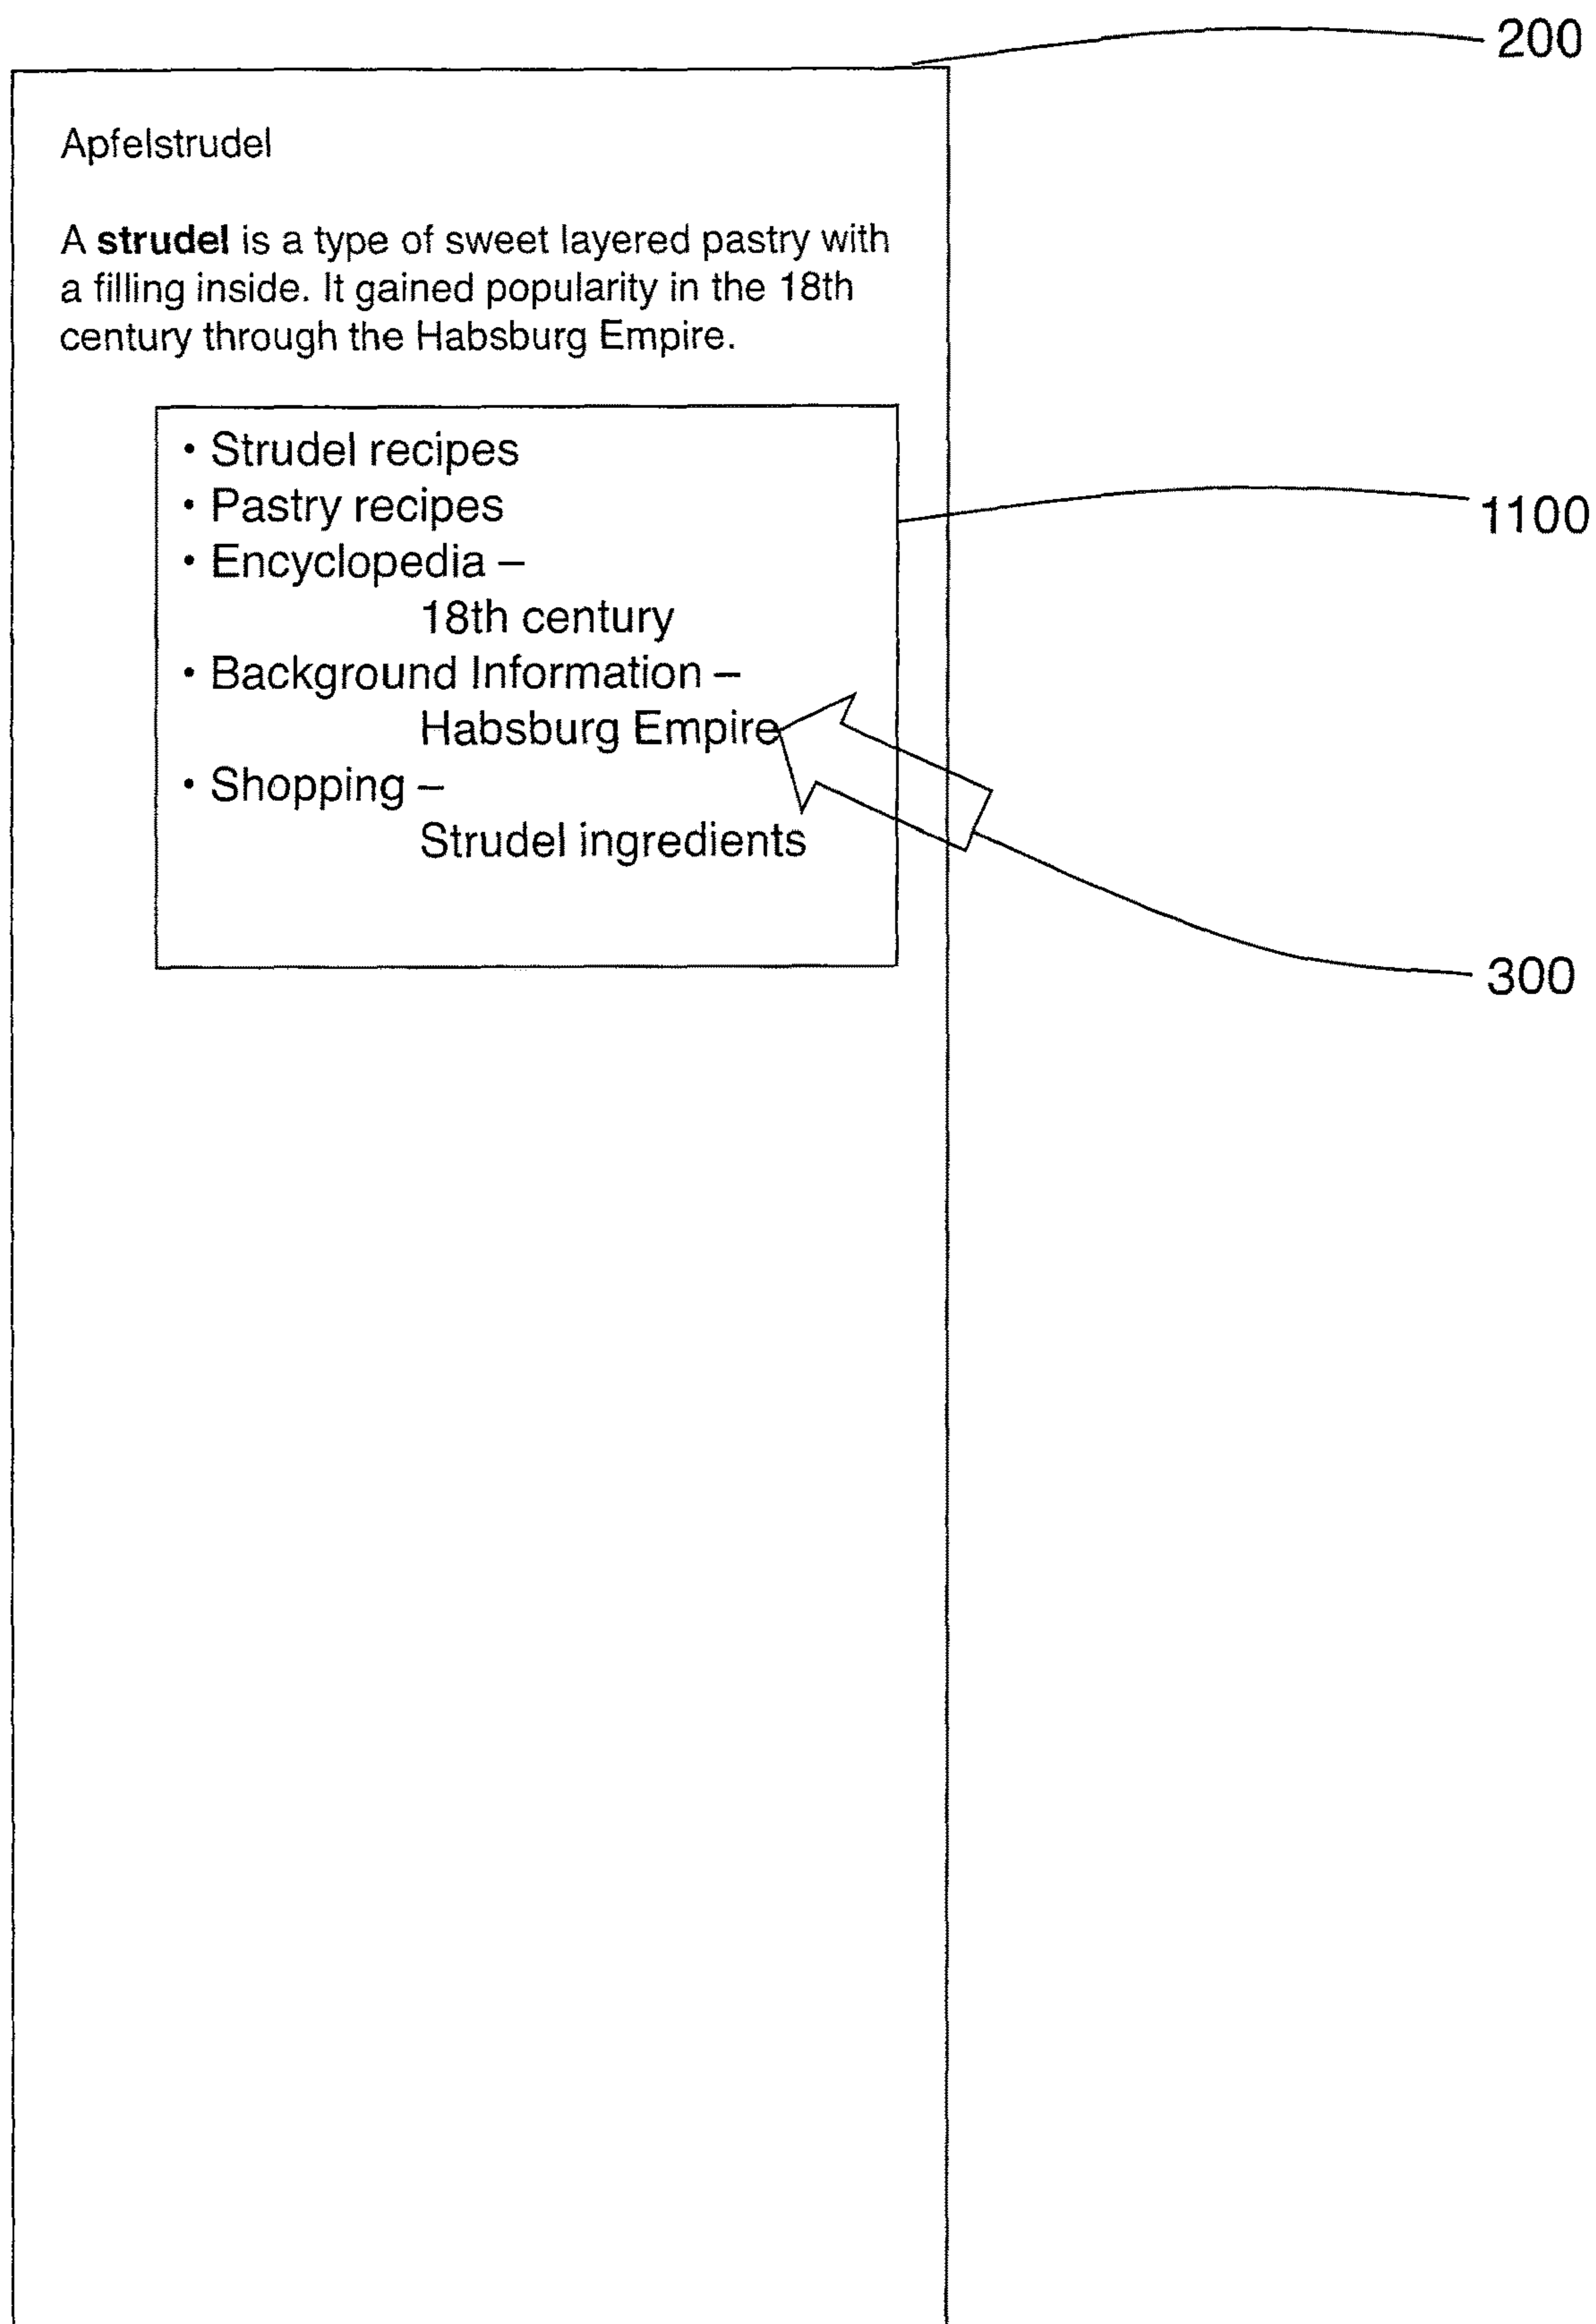 200
Apfelstrudel
A strudel is a type of sweet layered pastry with
a filling inside. It gained popularity in the 18th
century through the Habsburg Empire.
• Strudel recipes
• Pastry recipes
1100
• Encyclopedia –
18th century
• Background Information –
Habsburg Empire
• Shopping –
Strudel ingredients
300